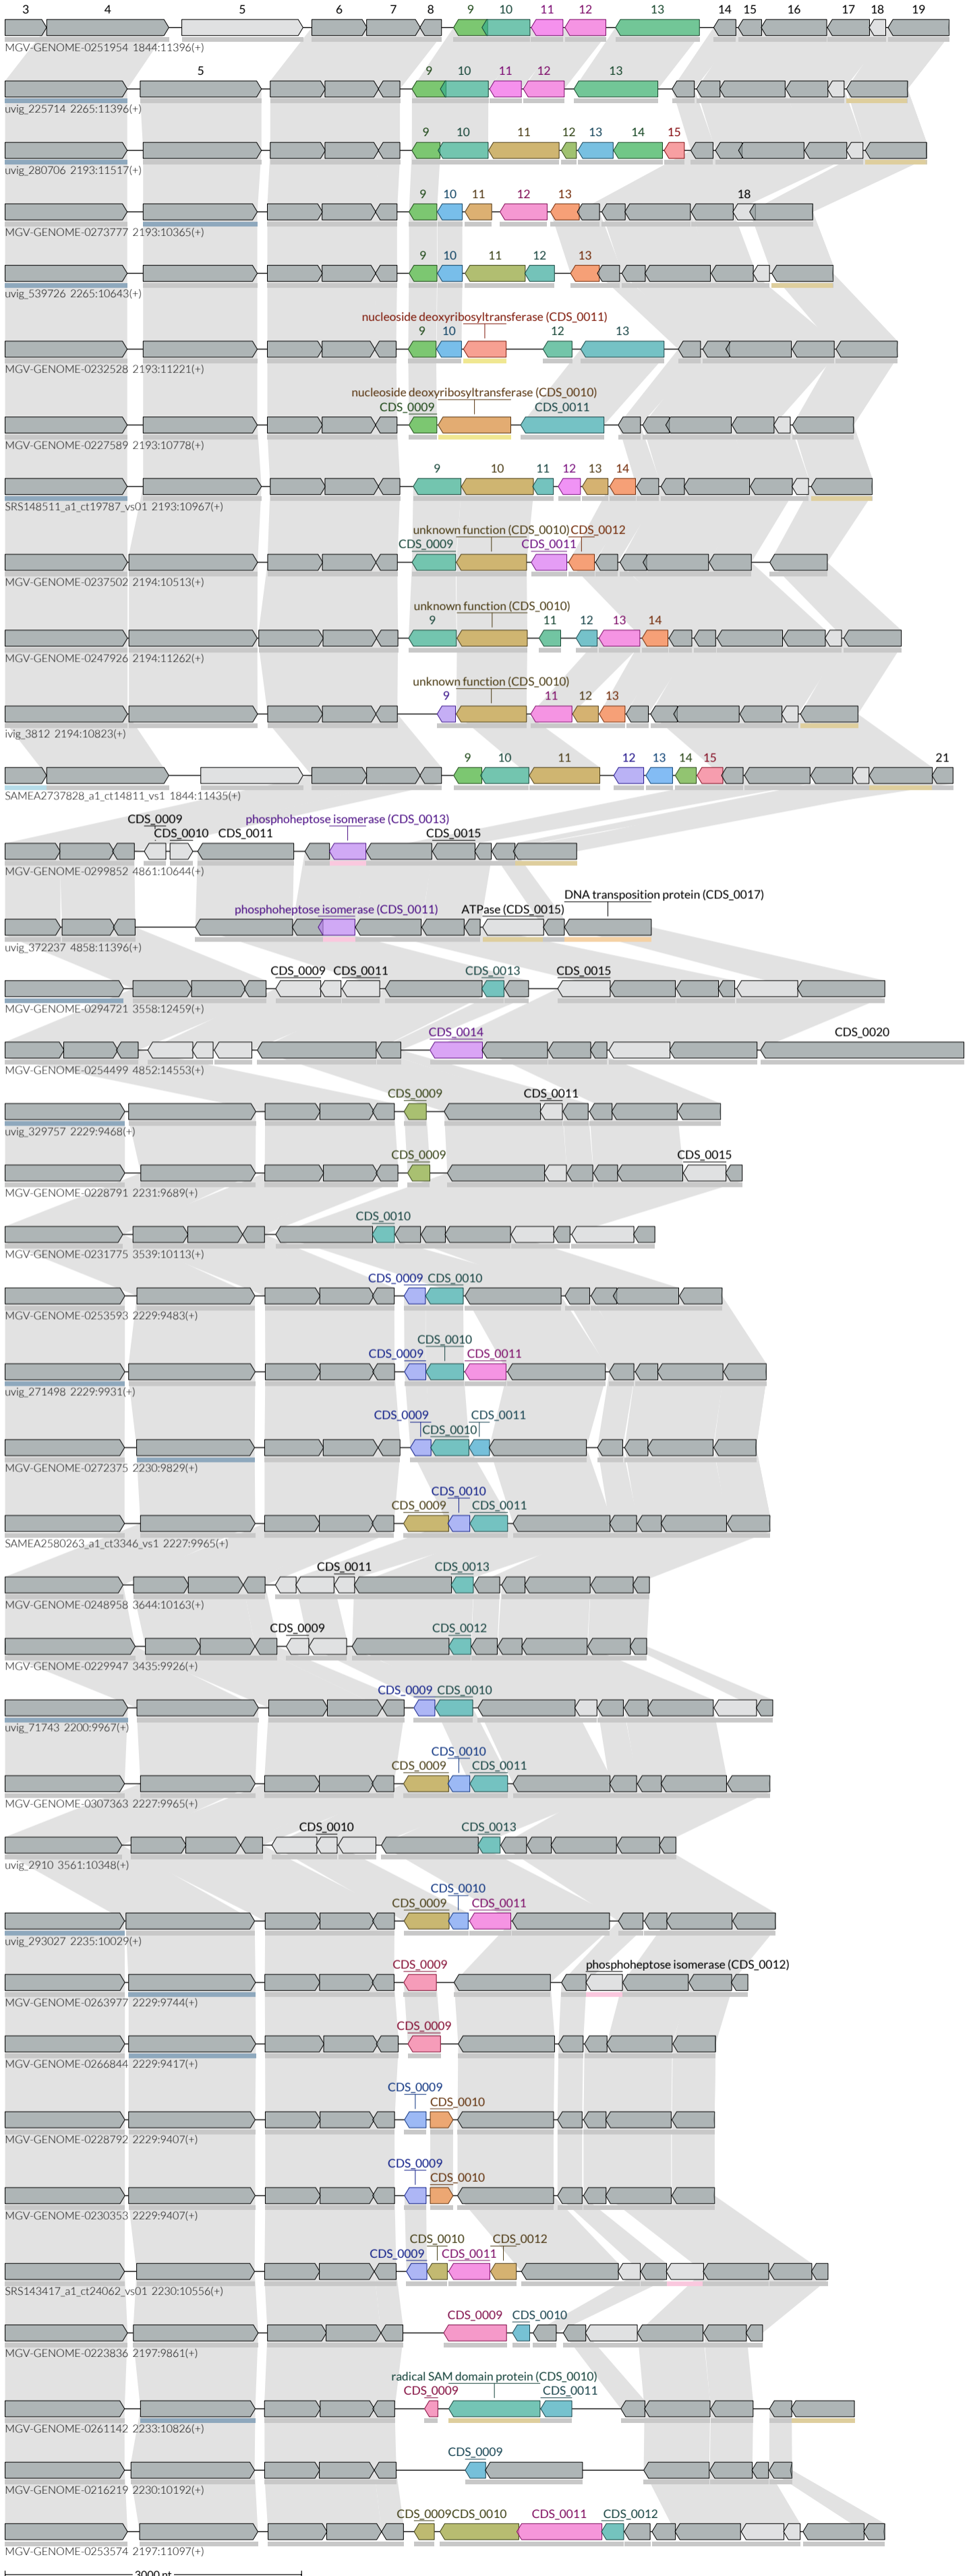 3 4 5 6 7 8 9 10 11 12 13 14 15 16 17 18 19
MGV-GENOME-0251954 1844:11396(+)
5 9 10 11 12 13
uvig_225714 2265:11396(+)
9 10 11 12 13 14 15
uvig_280706 2193:11517(+)
9 10 11 12 13 18
MGV-GENOME-0273777 2193:10365(+)
9 10 11 12 13
uvig_539726 2265:10643(+)
nucleoside deoxyribosyltransferase (CDS_0011)
9 10 12 13
MGV-GENOME-0232528 2193:11221(+)
nucleoside deoxyribosyltransferase (CDS_0010)
CDS_0009 CDS_0011
MGV-GENOME-0227589 2193:10778(+)
9 10 11 12 13 14
SRS148511_a1_ct19787_vs01 2193:10967(+)
unknown function (CDS_0010) CDS_0012
CDS_0009 CDS_0011
MGV-GENOME-0237502 2194:10513(+)
unknown function (CDS_0010)
9 11 12 13 14
MGV-GENOME-0247926 2194:11262(+)
unknown function (CDS_0010)
9 11 12 13
ivig_3812 2194:10823(+)
9 10 11 12 13 14 15 21
SAMEA2737828_a1_ct14811_vs1 1844:11435(+)
CDS_0009 phosphoheptose isomerase (CDS_0013)
CDS_0010 CDS_0011 CDS_0015
MGV-GENOME-0299852 4861:10644(+)
DNA transposition protein (CDS_0017)
phosphoheptose isomerase (CDS_0011) ATPase (CDS_0015)
uvig_372237 4858:11396(+)
CDS_0009 CDS_0011 CDS_0013 CDS_0015
MGV-GENOME-0294721 3558:12459(+)
CDS_0014 CDS_0020
MGV-GENOME-0254499 4852:14553(+)
CDS_0009 CDS_0011
uvig_329757 2229:9468(+)
CDS_0009 CDS_0015
MGV-GENOME-0228791 2231:9689(+)
CDS_0010
MGV-GENOME-0231775 3539:10113(+)
CDS_0009 CDS_0010
MGV-GENOME-0253593 2229:9483(+)
CDS_0010
CDS_0009 CDS_0011
uvig_271498 2229:9931(+)
CDS_0009 CDS_0011
CDS_0010
MGV-GENOME-0272375 2230:9829(+)
CDS_0010
CDS_0009 CDS_0011
SAMEA2580263_a1_ct3346_vs1 2227:9965(+)
CDS_0011 CDS_0013
MGV-GENOME-0248958 3644:10163(+)
CDS_0009 CDS_0012
MGV-GENOME-0229947 3435:9926(+)
CDS_0009 CDS_0010
uvig_71743 2200:9967(+)
CDS_0010
CDS_0009 CDS_0011
MGV-GENOME-0307363 2227:9965(+)
CDS_0010 CDS_0013
uvig_2910 3561:10348(+)
CDS_0010
CDS_0009 CDS_0011
uvig_293027 2235:10029(+)
CDS_0009 phosphoheptose isomerase (CDS_0012)
MGV-GENOME-0263977 2229:9744(+)
CDS_0009
MGV-GENOME-0266844 2229:9417(+)
CDS_0009
CDS_0010
MGV-GENOME-0228792 2229:9407(+)
CDS_0009
CDS_0010
MGV-GENOME-0230353 2229:9407(+)
CDS_0010 CDS_0012
CDS_0009 CDS_0011
SRS143417_a1_ct24062_vs01 2230:10556(+)
CDS_0009 CDS_0010
MGV-GENOME-0223836 2197:9861(+)
radical SAM domain protein (CDS_0010)
CDS_0009 CDS_0011
MGV-GENOME-0261142 2233:10826(+)
CDS_0009
MGV-GENOME-0216219 2230:10192(+)
CDS_0009 CDS_0010 CDS_0011 CDS_0012
MGV-GENOME-0253574 2197:11097(+)
3000 nt